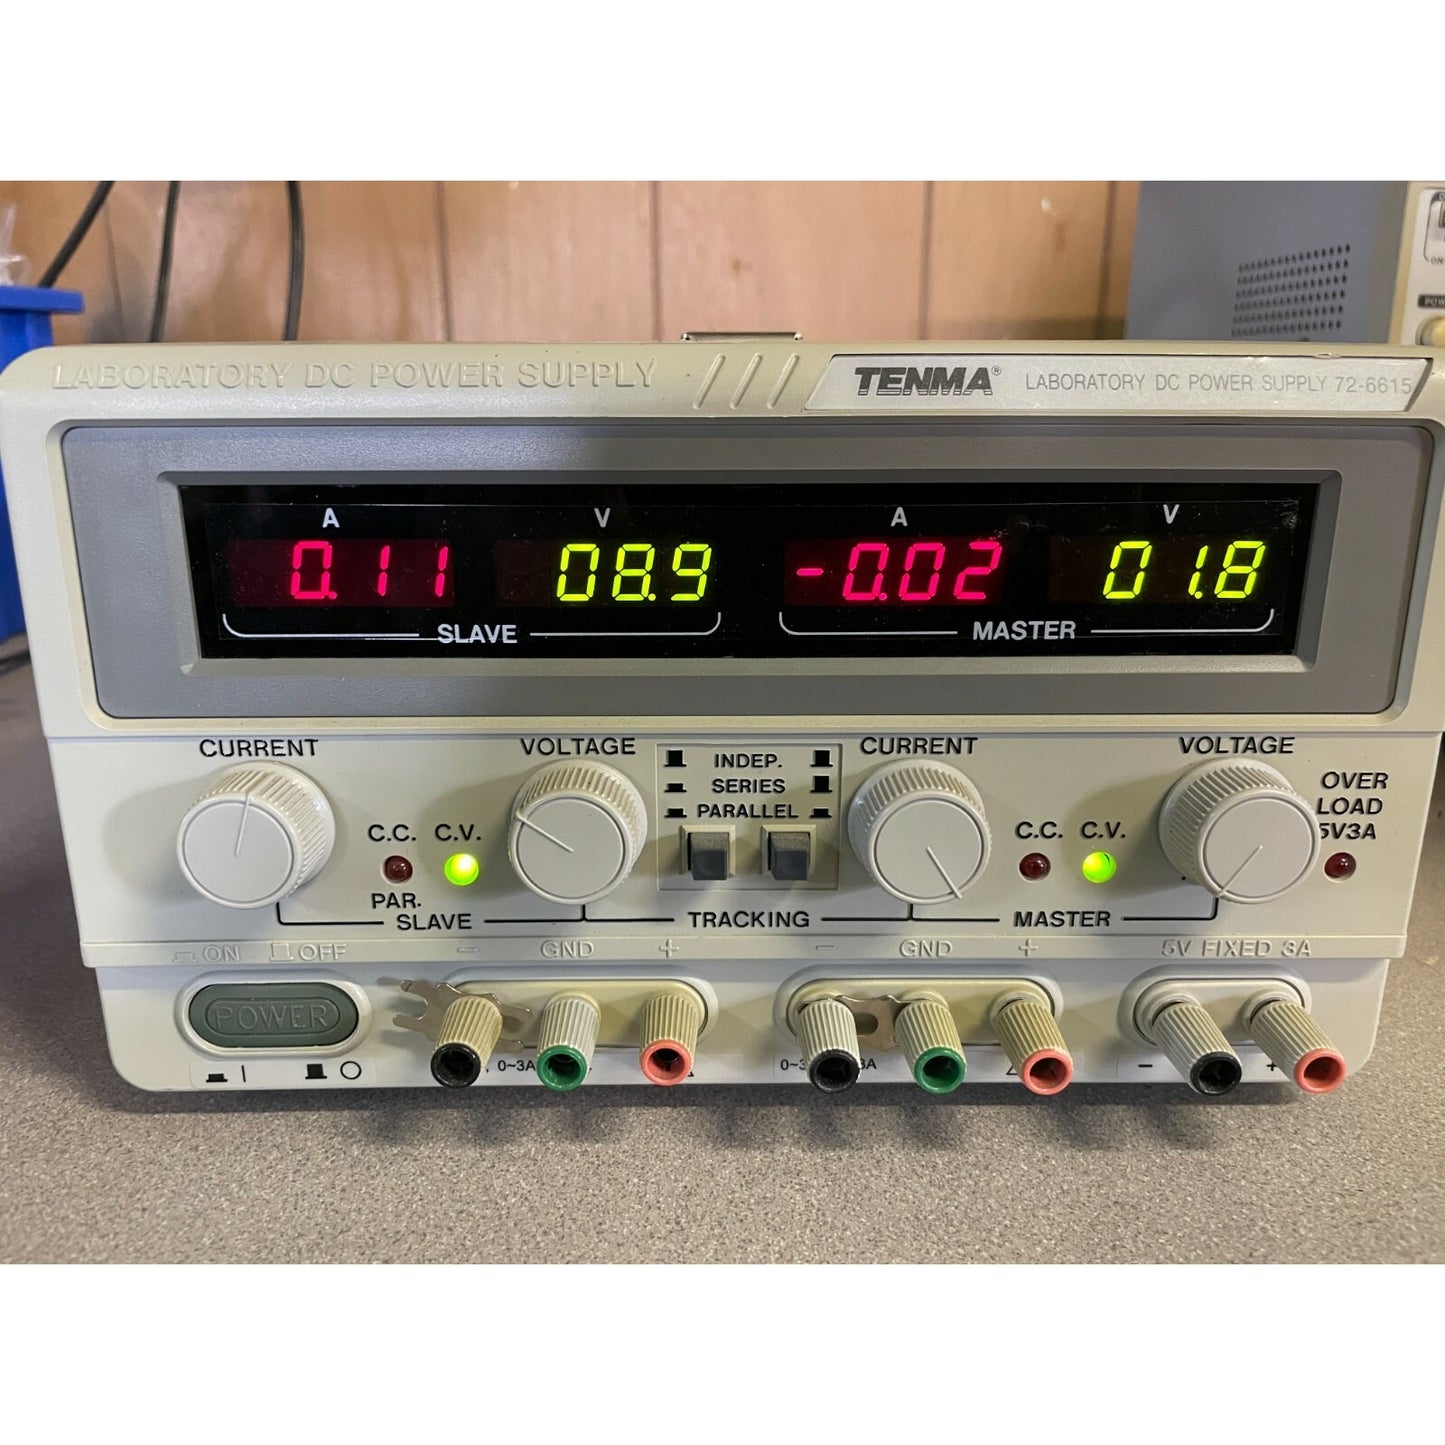 LABORATORY DC POWER SUPPLY
TENMA® LABORATORY DC POWER SUPPLY 72-6615
A V A V
0.11 08.9 -0.02 01.8
SLAVE MASTER
CURRENT VOLTAGE CURRENT VOLTAGE
INDEP.
SERIES
PARALLEL
OVER
LOAD
5V3A
C.C. C.V. C.C. C.V.
PAR.
SLAVE TRACKING MASTER
ON OFF - GND + - GND + 5V FIXED 3A
POWER
0~3A
- +